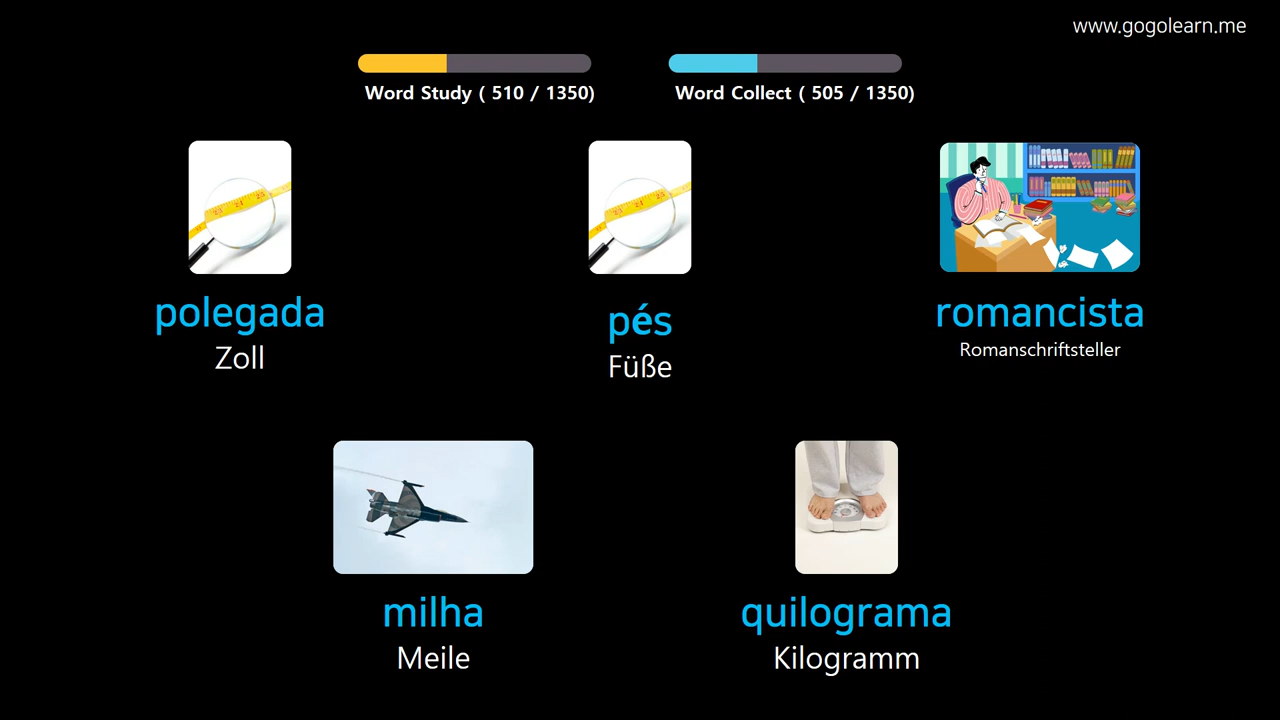 www.gogolearn.me
Word Study ( 510 / 1350)
Word Collect ( 505 / 1350)
polegada
Zoll
pés
Füße
romancista
Romanschriftsteller
milha
Meile
quilograma
Kilogramm